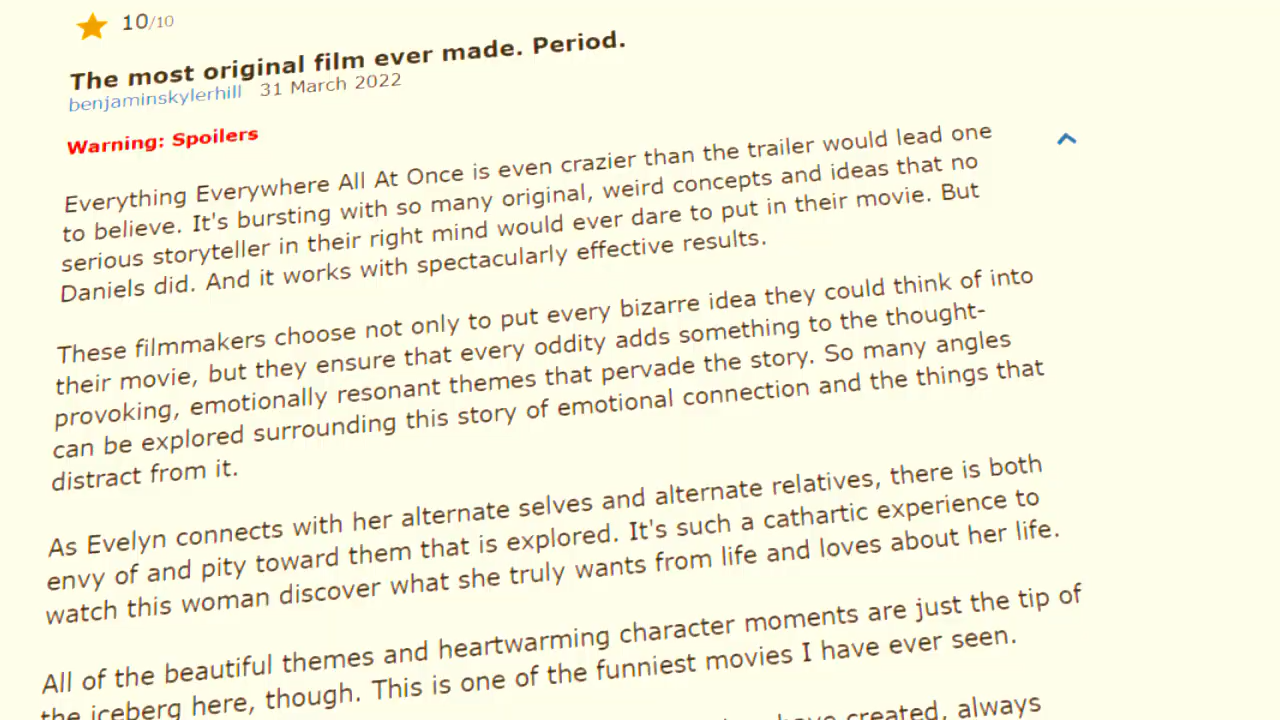 10/10
The most original film ever made. Period.
benjaminskylerhill 31 March 2022
Warning: Spoilers
Everything Everywhere All At Once is even crazier than the trailer would lead one
to believe. It's bursting with so many original, weird concepts and ideas that no
serious storyteller in their right mind would ever dare to put in their movie. But
Daniels did. And it works with spectacularly effective results.
These filmmakers choose not only to put every bizarre idea they could think of into
their movie, but they ensure that every oddity adds something to the thought-
provoking, emotionally resonant themes that pervade the story. So many angles
can be explored surrounding this story of emotional connection and the things that
distract from it.
As Evelyn connects with her alternate selves and alternate relatives, there is both
envy of and pity toward them that is explored. It's such a cathartic experience to
watch this woman discover what she truly wants from life and loves about her life.
All of the beautiful themes and heartwarming character moments are just the tip of
the iceberg here, though. This is one of the funniest movies I have ever seen.
have created, always